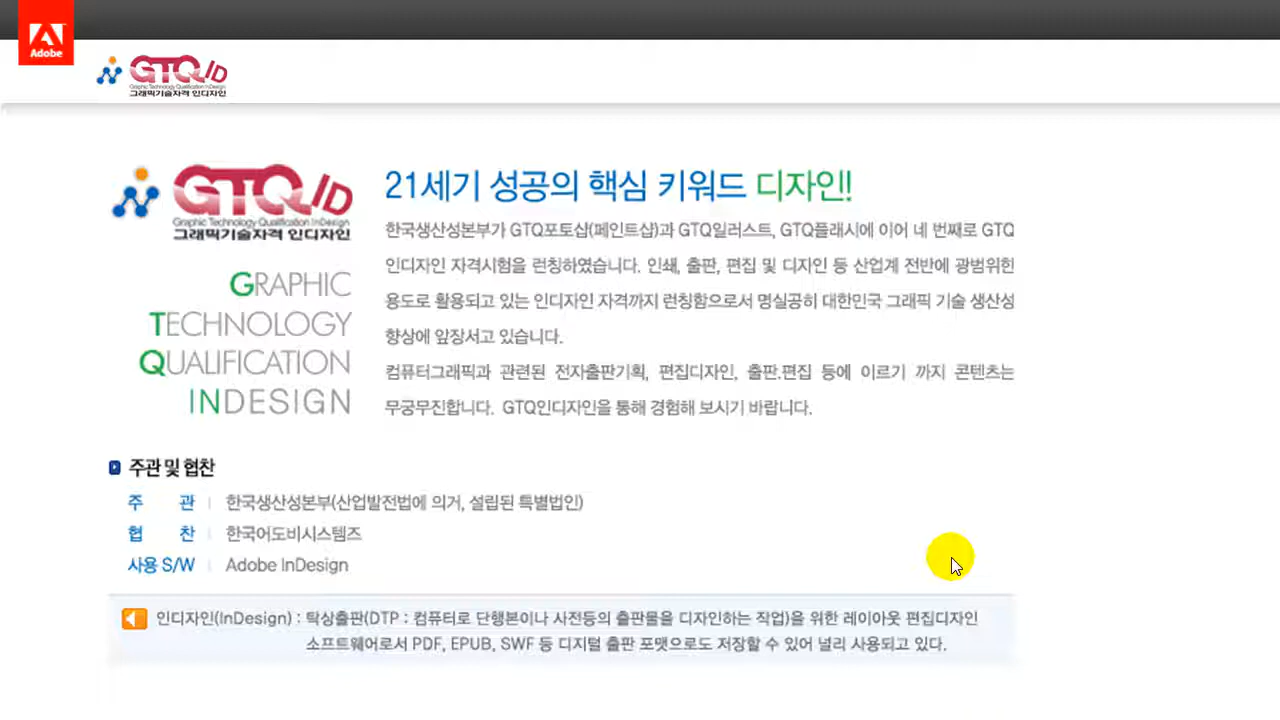 Adobe
GTQ ID
Graphic Technology Qualification InDesign
그래픽기술자격 인디자인
GTQ ID
Graphic Technology Qualification InDesign
그래픽기술자격 인디자인
GRAPHIC
TECHNOLOGY
QUALIFICATION
INDESIGN
21세기 성공의 핵심 키워드 디자인!
한국생산성본부가 GTQ포토샵(페인트샵)과 GTQ일러스트, GTQ플래시에 이어 네 번째로 GTQ
인디자인 자격시험을 런칭하였습니다. 인쇄, 출판, 편집 및 디자인 등 산업계 전반에 광범위한
용도로 활용되고 있는 인디자인 자격까지 런칭함으로서 명실공히 대한민국 그래픽 기술 생산성
향상에 앞장서고 있습니다.
컴퓨터그래픽과 관련된 전자출판기획, 편집디자인, 출판.편집 등에 이르기 까지 콘텐츠는
무궁무진합니다. GTQ인디자인을 통해 경험해 보시기 바랍니다.
주관 및 협찬
주 관 한국생산성본부(산업발전법에 의거, 설립된 특별법인)
협 찬 한국어도비시스템즈
사용 S/W Adobe InDesign
인디자인(InDesign) : 탁상출판(DTP : 컴퓨터로 단행본이나 사전등의 출판물을 디자인하는 작업)을 위한 레이아웃 편집디자인
소프트웨어로서 PDF, EPUB, SWF 등 디지털 출판 포맷으로도 저장할 수 있어 널리 사용되고 있다.